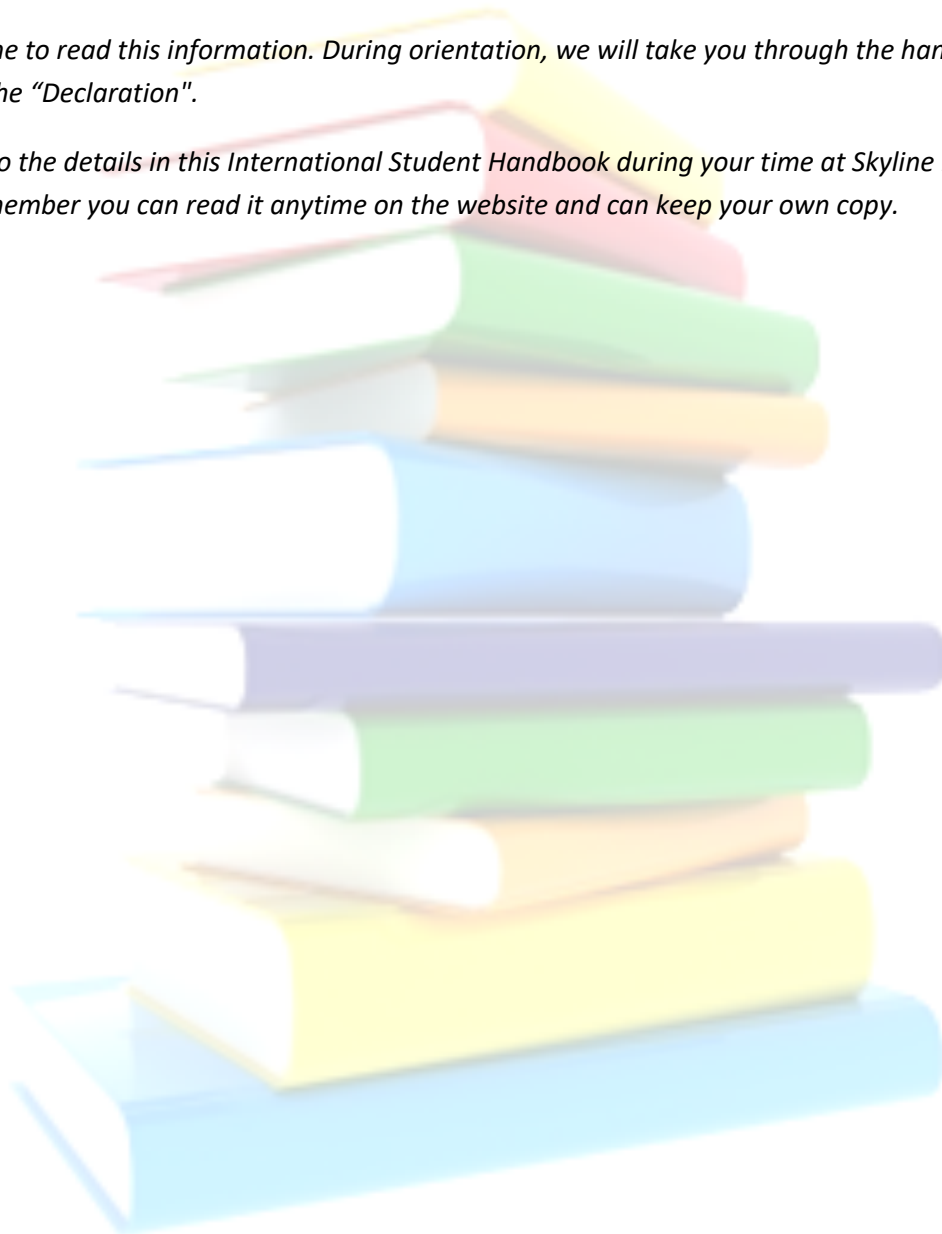 ne to read this information. During orientation, we will take you through the han
he “Declaration".
o the details in this International Student Handbook during your time at Skyline
nember you can read it anytime on the website and can keep your own copy.